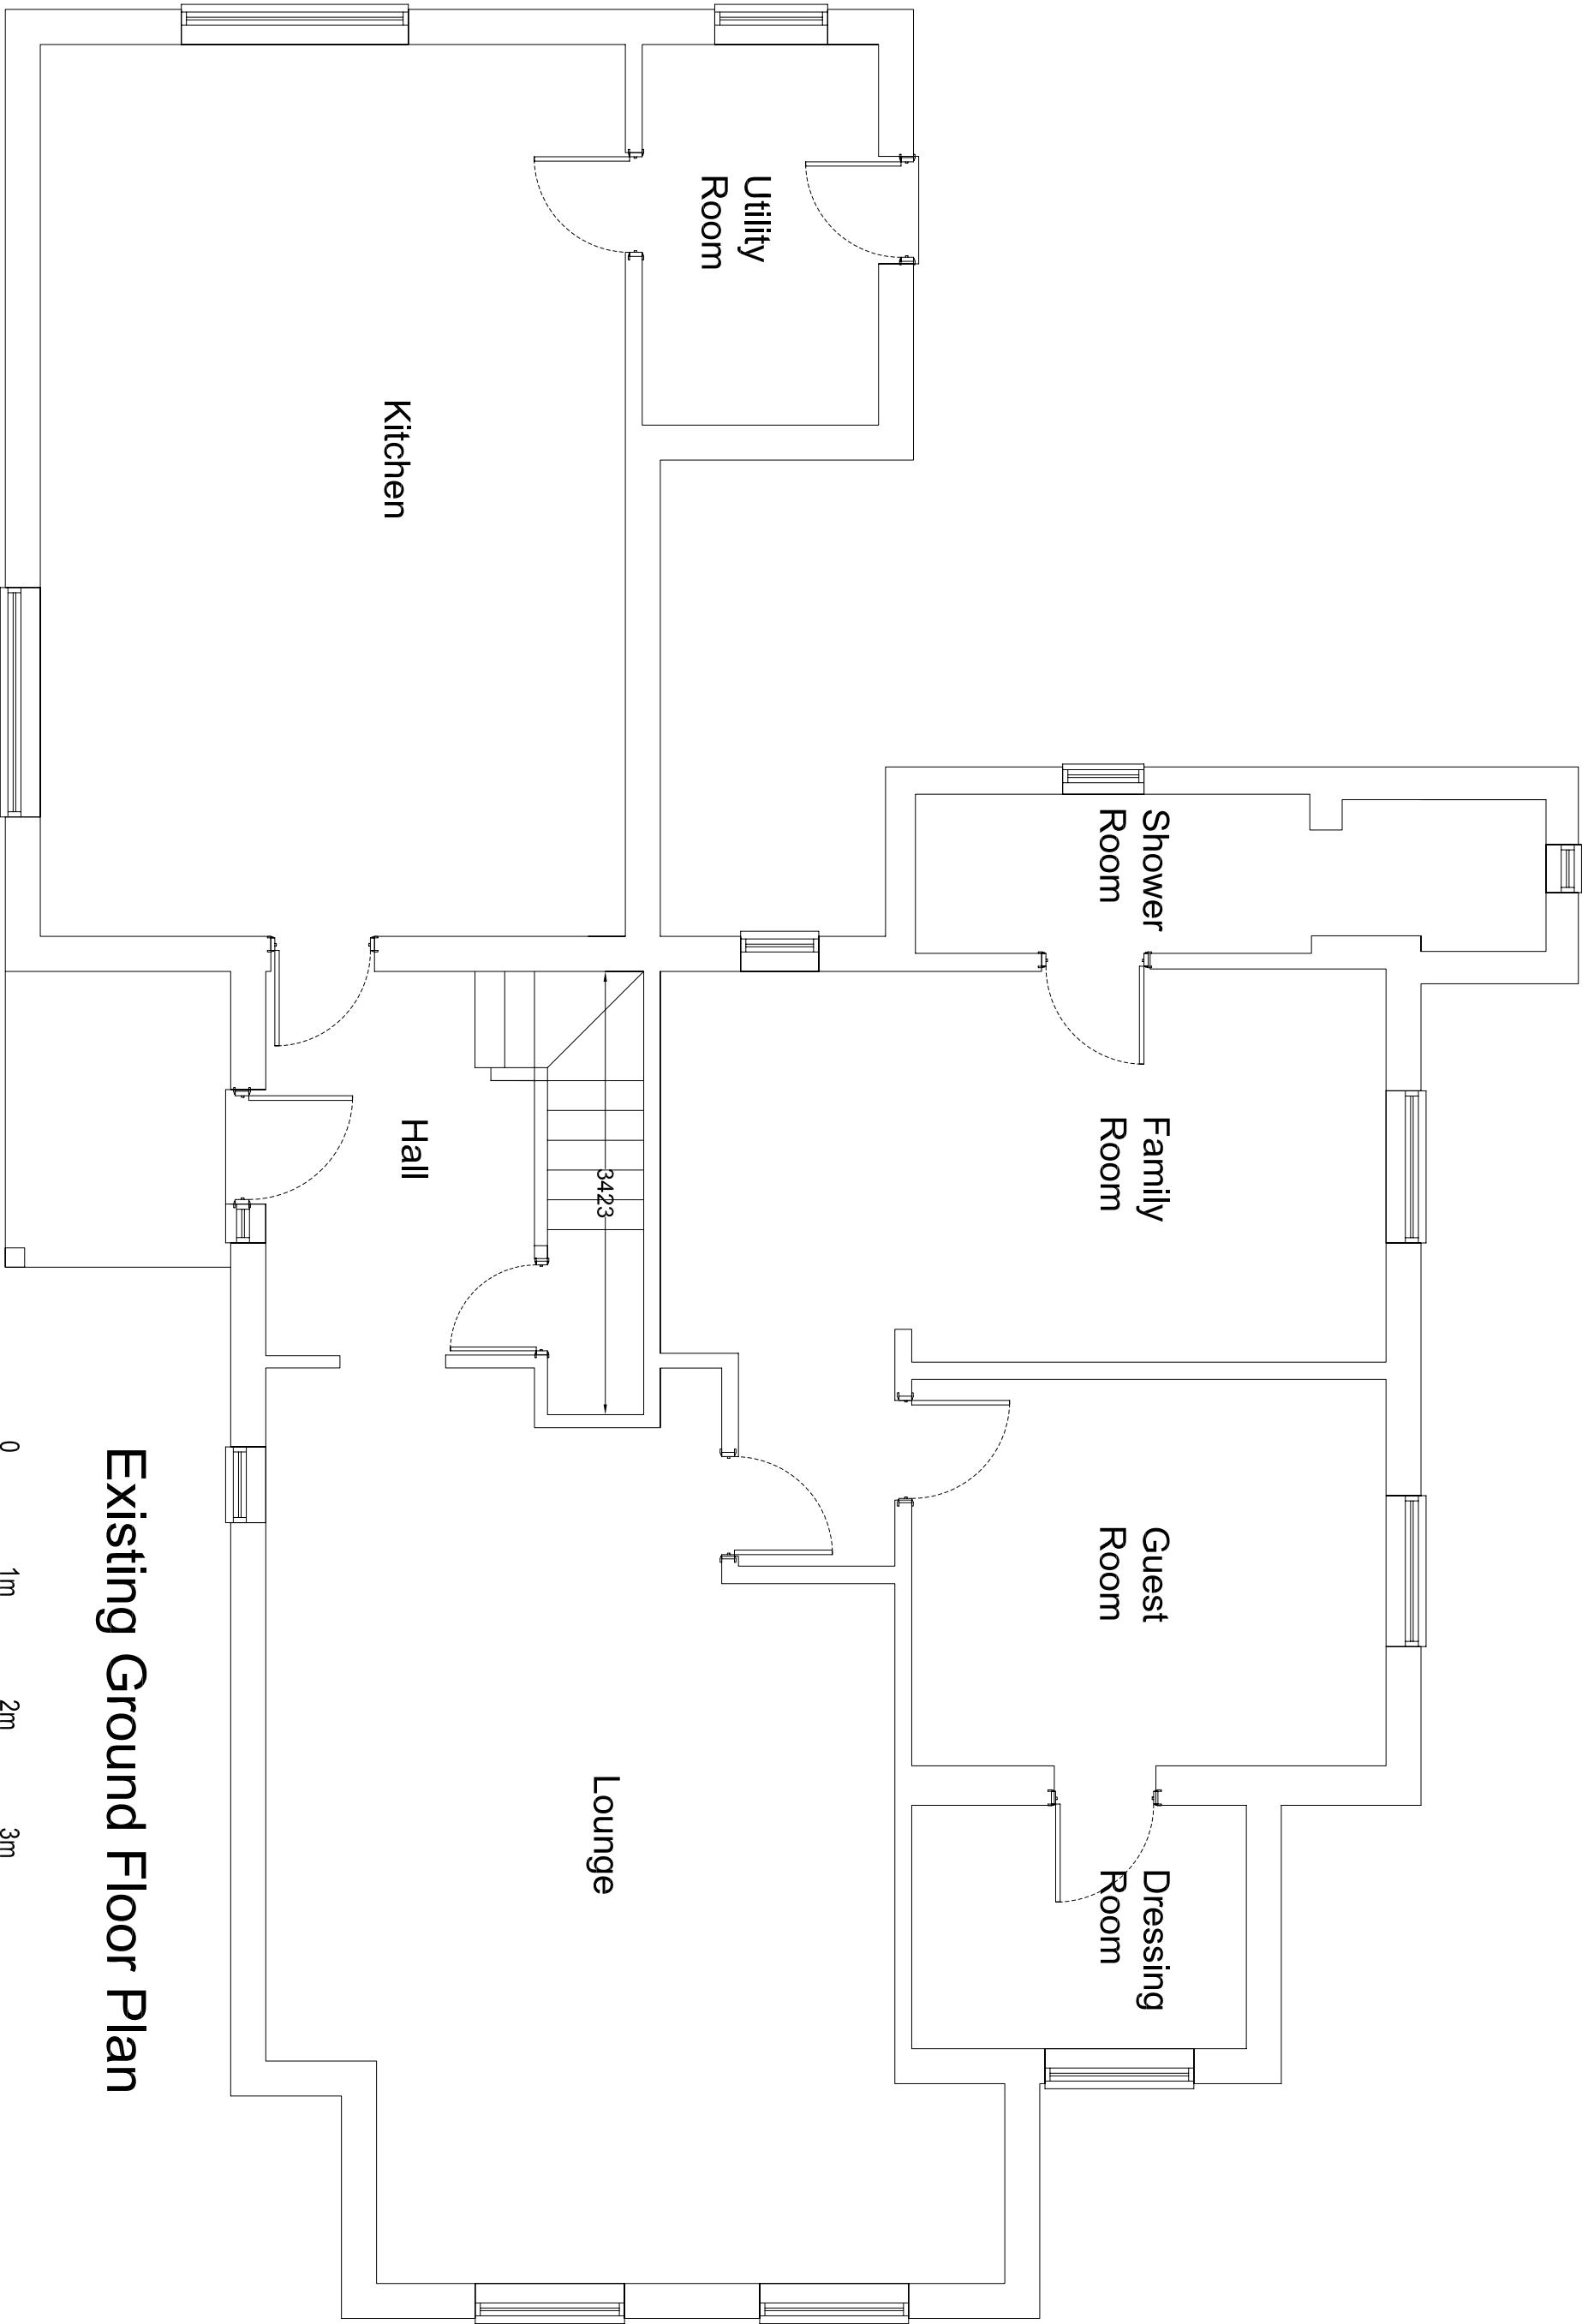 Utility
Room
Kitchen
Shower
Room
Family
Room
Hall
3423
Guest
Room
Lounge
Dressing
Room
Existing Ground Floor Plan
0 1m 2m 3m